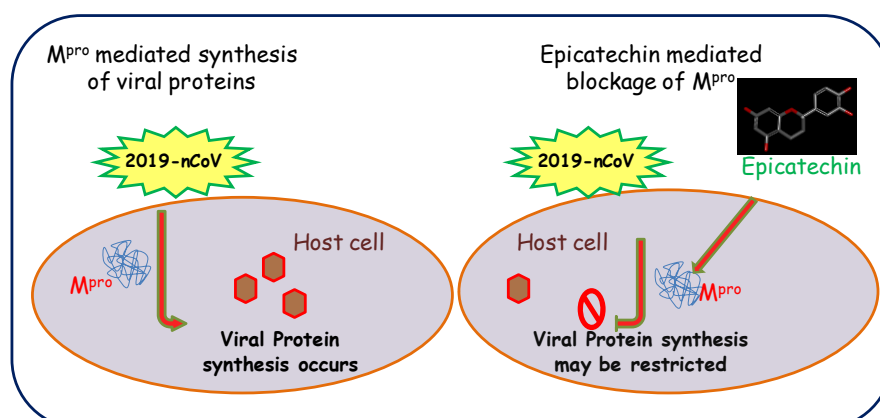 Mpro mediated synthesis
of viral proteins
2019-nCoV
Host cell
Mpro
Viral Protein
synthesis occurs
Epicatechin mediated
blockage of Mpro
Epicatechin
2019-nCoV
Host cell
Mpro
Viral Protein synthesis
may be restricted